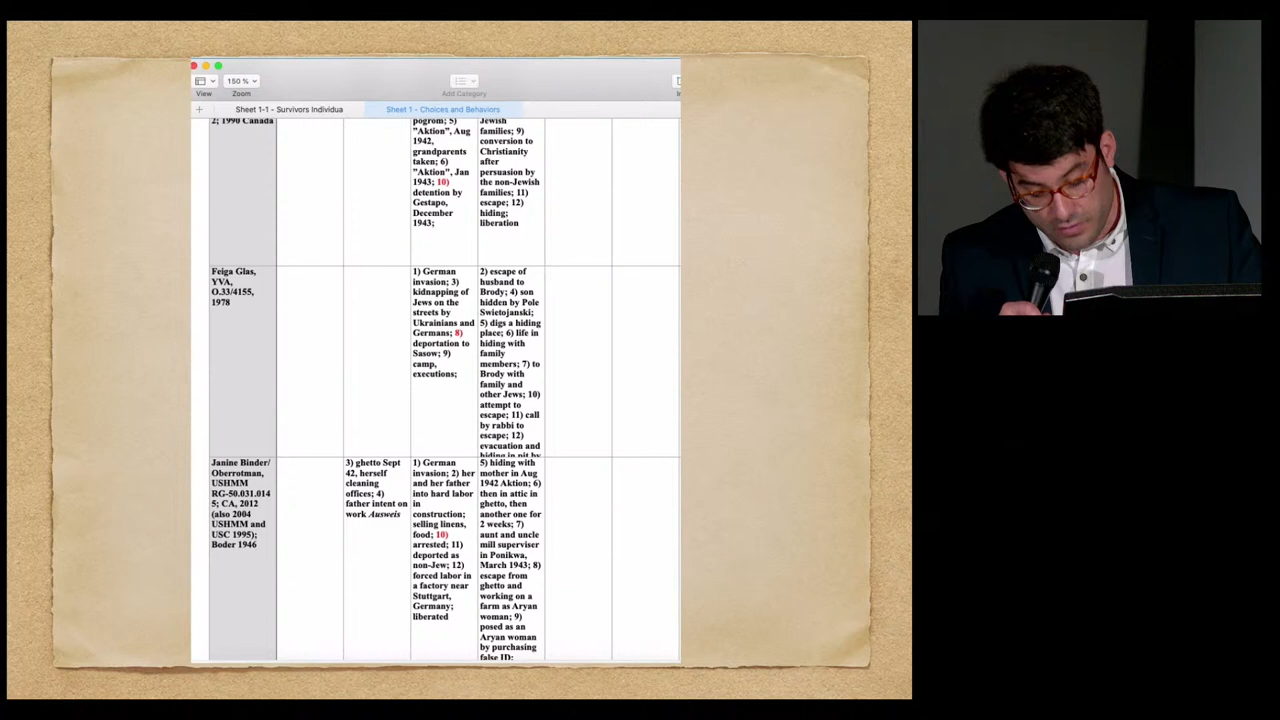 150 %
View
Zoom
Add Category
Sheet 1-1 - Survivors Individua
Sheet 1 - Choices and Behaviors
2; 1990 Canada
pogrom; 5)
"Aktion", Aug
1942,
grandparents
taken; 6)
"Aktion", Jan
1943; 10)
detention by
Gestapo,
December
1943;
Jewish
families; 9)
conversion to
Christianity
after
persuasion by
the non-Jewish
families; 11)
escape; 12)
hiding;
liberation
Feiga Glas,
YVA,
O.33/4155,
1978
1) German
invasion; 3)
kidnapping of
Jews on the
streets by
Ukrainians and
Germans; 8)
deportation to
Sasow; 9)
camp,
executions;
2) escape of
husband to
Brody; 4) son
hidden by Pole
Swietojanski;
5) digs a hiding
place; 6) life in
hiding with
family
members; 7) to
Brody with
family and
other Jews; 10)
attempt to
escape; 11) call
by rabbi to
escape; 12)
evacuation and
hiding in pit by
Janine Binder/
Oberrotman,
USHMM
RG-50.031.014
5; CA, 2012
(also 2004
USHMM and
USC 1995);
Boder 1946
3) ghetto Sept
42, herself
cleaning
offices; 4)
father intent on
work Ausweis
1) German
invasion; 2) her
and her father
into hard labor
in
construction;
selling linens,
food; 10)
arrested; 11)
deported as
non-Jew; 12)
forced labor in
a factory near
Stuttgart,
Germany;
liberated
5) hiding with
mother in Aug
1942 Aktion; 6)
then in attic in
ghetto, then
another one for
2 weeks; 7)
aunt and uncle
mill superviser
in Ponikwa,
March 1943; 8)
escape from
ghetto and
working on a
farm as Aryan
woman; 9)
posed as an
Aryan woman
by purchasing
false ID;